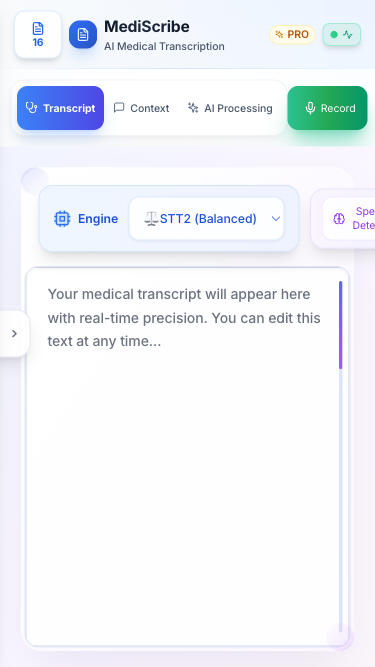 16
MediScribe
AI Medical Transcription
PRO
Transcript
Context
AI Processing
Record
Engine
STT2 (Balanced)
Spe
Dete
Your medical transcript will appear here
with real-time precision. You can edit this
text at any time...